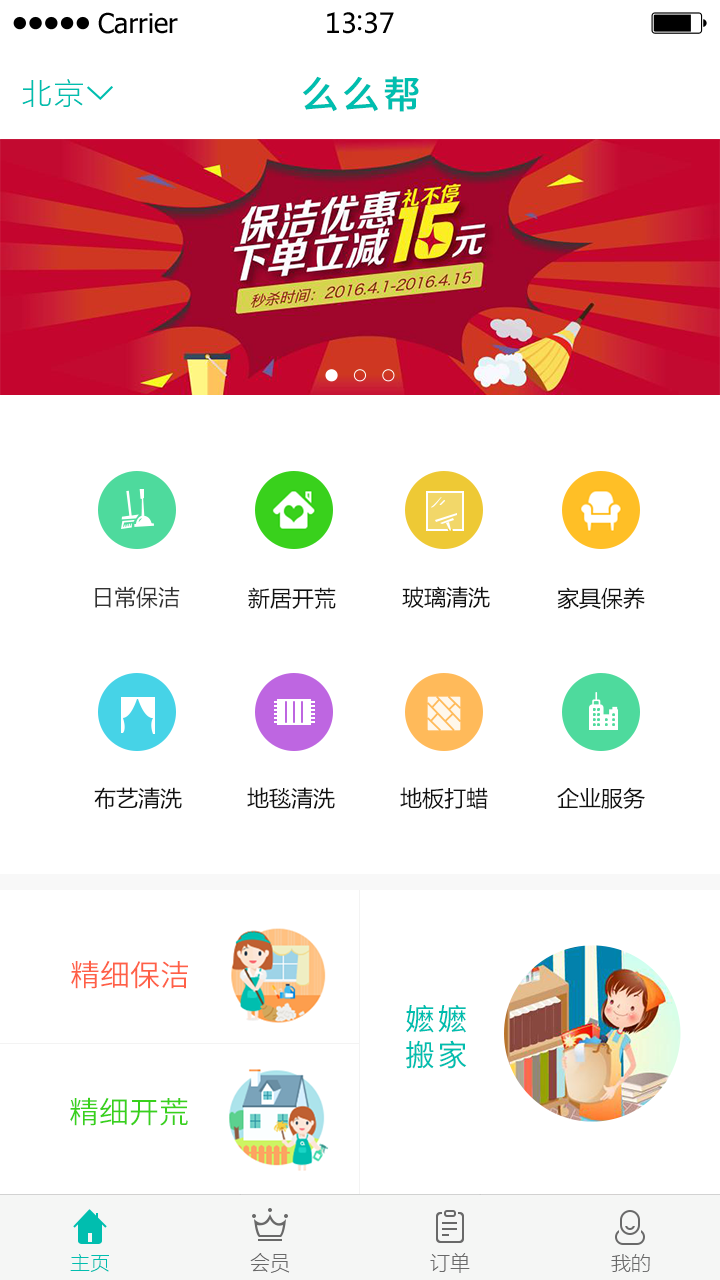 Carrier 13:37
北京 么么帮
保洁优惠礼不停
下单立减15元
秒杀时间：2016.4.1-2016.4.15
日常保洁 新居开荒 玻璃清洗 家具保养
布艺清洗 地毯清洗 地板打蜡 企业服务
精细保洁
嬷嬷
搬家
精细开荒
主页 会员 订单 我的